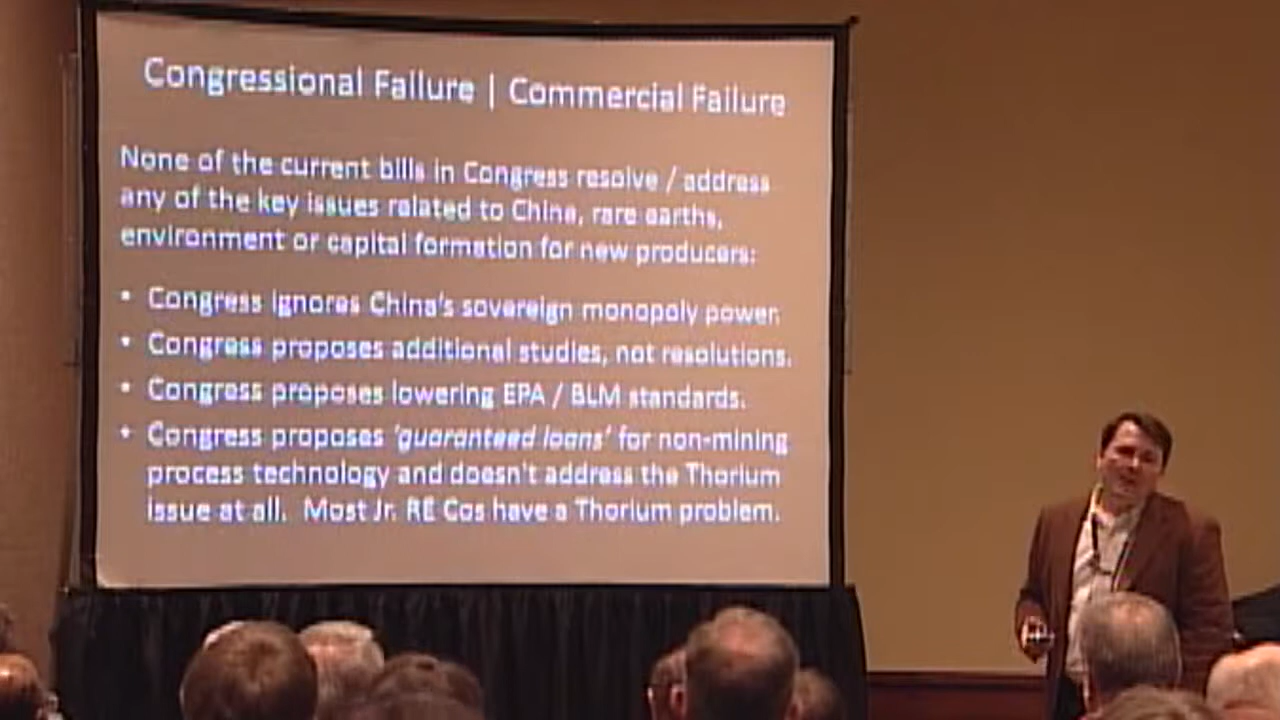 Congressional Failure | Commercial Failure
None of the current bills in Congress resolve / address
any of the key issues related to China, rare earths,
environment or capital formation for new producers:
• Congress ignores China's sovereign monopoly power.
• Congress proposes additional studies, not resolutions.
• Congress proposes lowering EPA / BLM standards.
• Congress proposes 'guaranteed loans' for non-mining
process technology and doesn't address the Thorium
issue at all. Most Jr. RE Cos have a Thorium problem.